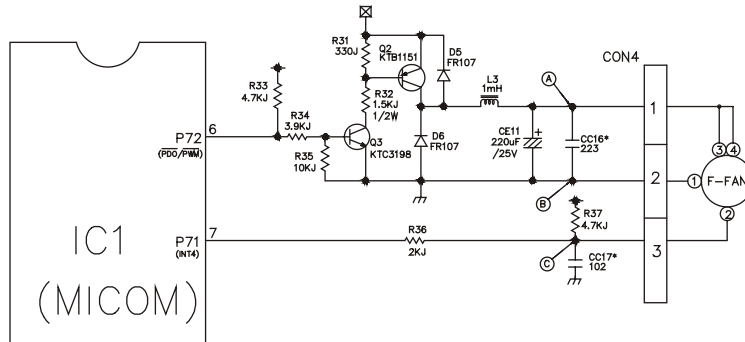 R31
330J
Q2
KTB1151
D5
FR107
R33
4.7KJ
R32
1.5KJ
1/2W
L3
1mH
A
CON4
P72
(PDO/PWM)
6
R34
3.9KJ
R35
10KJ
Q3
KTC3198
D6
FR107
CE11
220uF
/25V
CC16*
223
1
3
4
2
1
F-FAN
B
IC1
(MICOM)
P71
(INT4)
7
R36
2KJ
R37
4.7KJ
C
CC17*
102
3
2